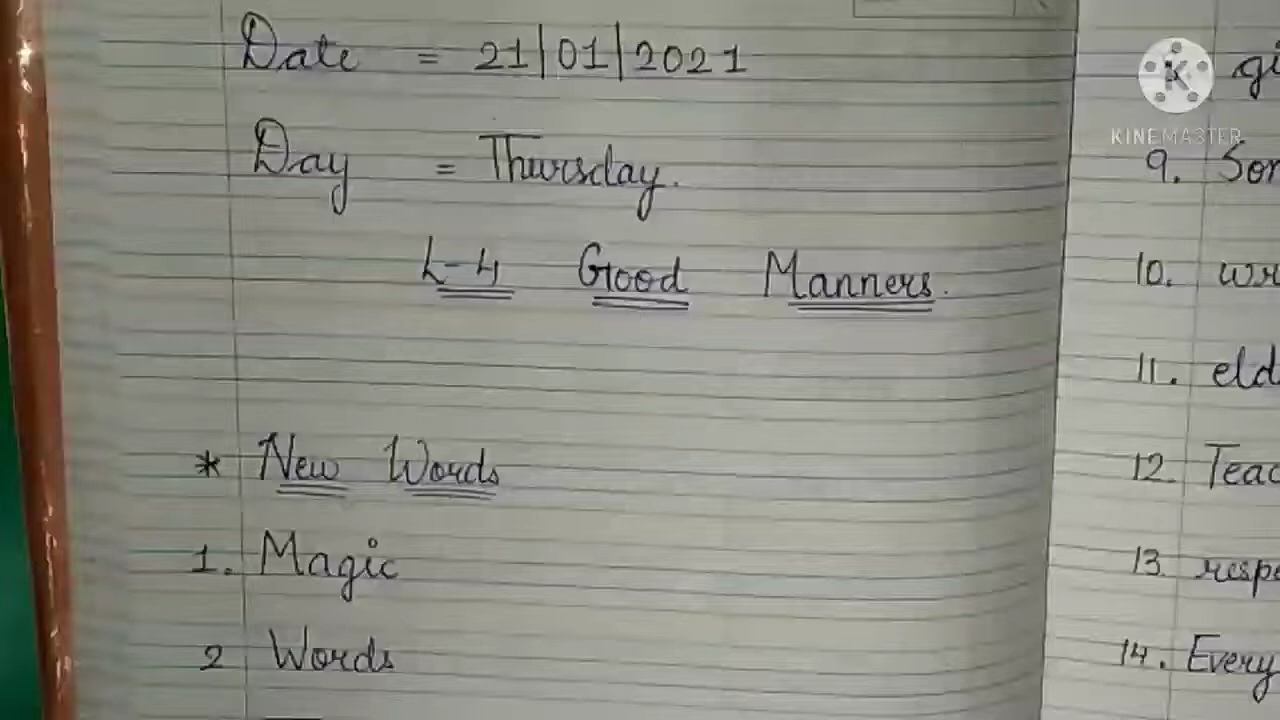 Date = 21|01|2021
Day = Thursday.
L-4 Good Manners.
* New Words
1. Magic
2 Words
9.
10.
11.
12.
13.
14. Every
KINEMASTER